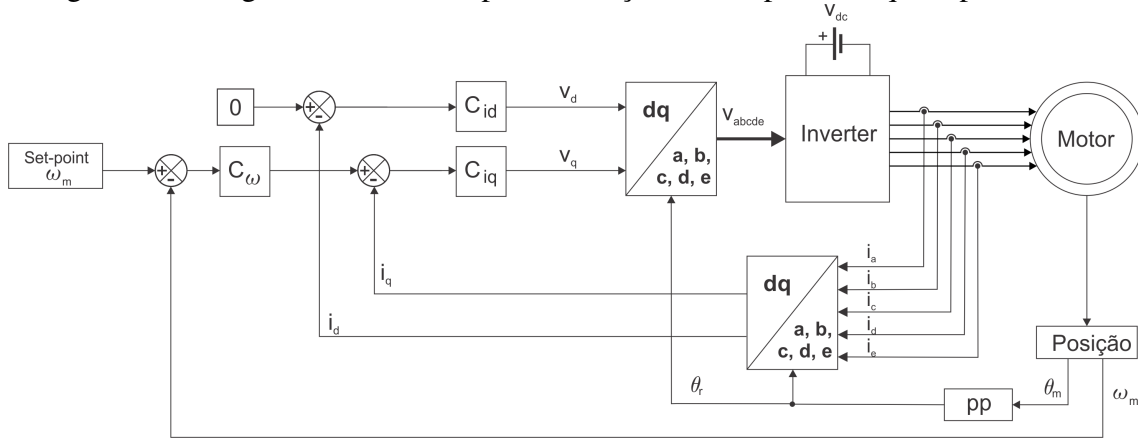 V_dc
+
0
+
-
C_id
v_d
dq
a, b,
c, d, e
v_abcde
Inverter
Motor
Set-point
ω_m
+
-
C_ω
+
-
C_iq
v_q
i_a
i_b
i_c
i_d
i_e
dq
a, b,
c, d, e
i_q
i_d
Posição
θ_r
pp
θ_m
ω_m